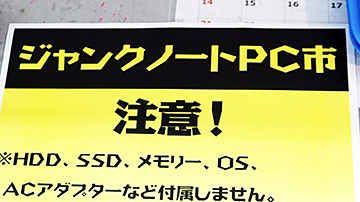 14
ジャンクノートPC市
注意！
※HDD、SSD、メモリー、OS、
ACアダプターなど付属しません。